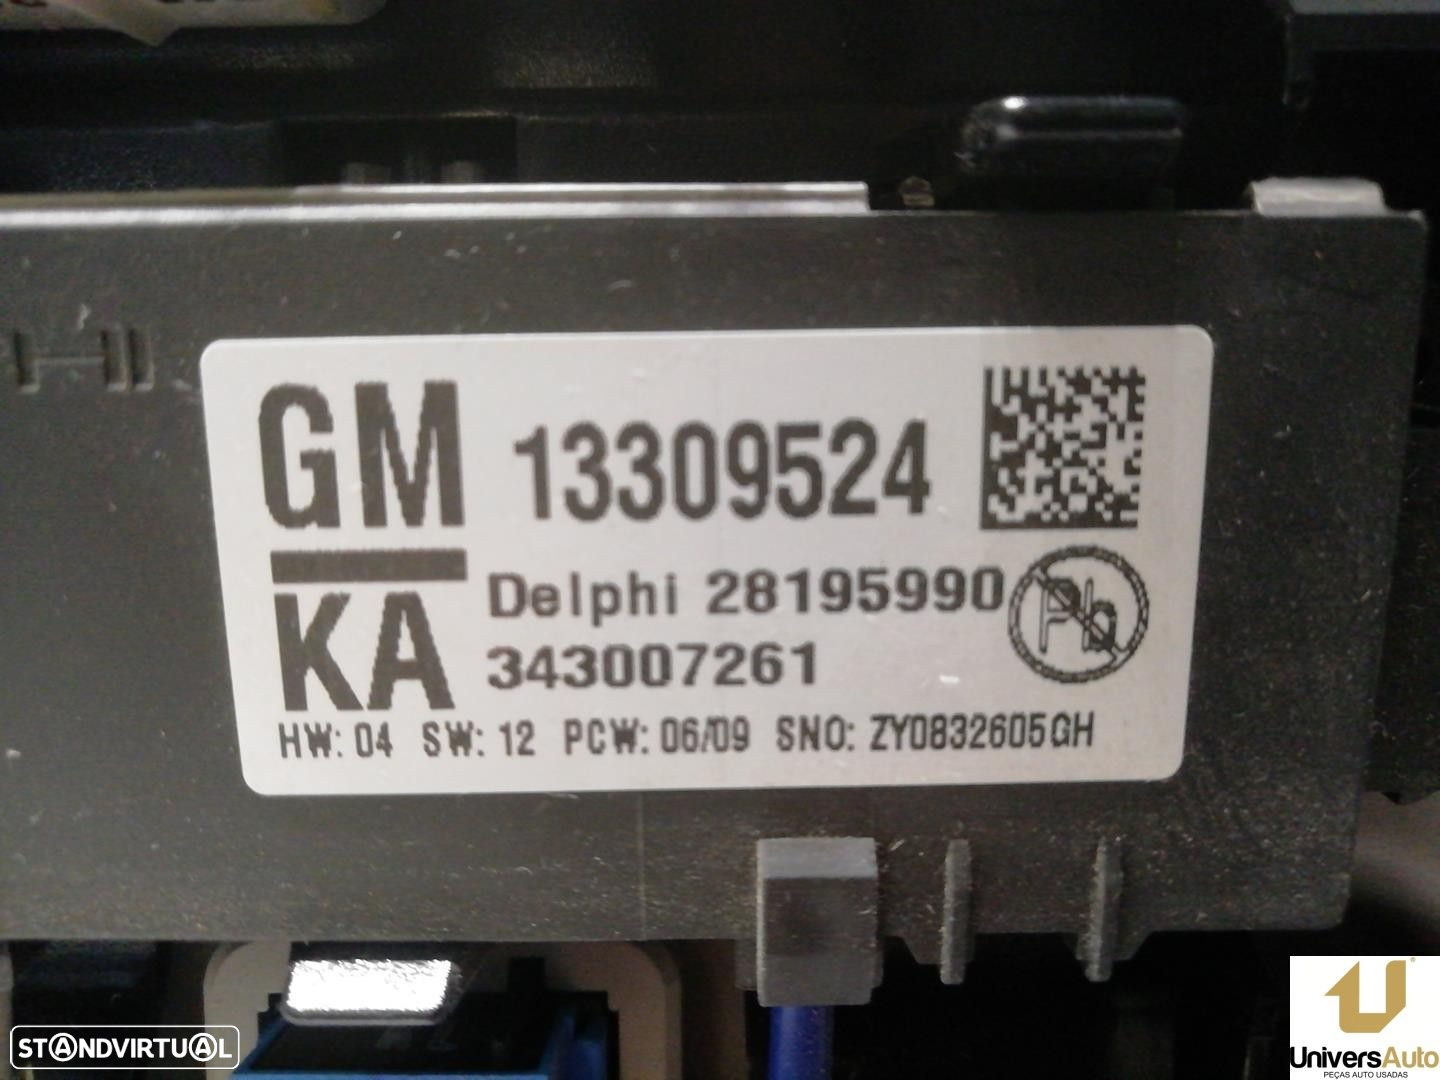 GM 13309524
KA Delphi 28195990
343007261
Pb
HW: 04 SW: 12 PCW: 06/09 SNO: ZY0832605GH
STANDVIRTUAL
UniversAuto
PEÇAS AUTO USADAS